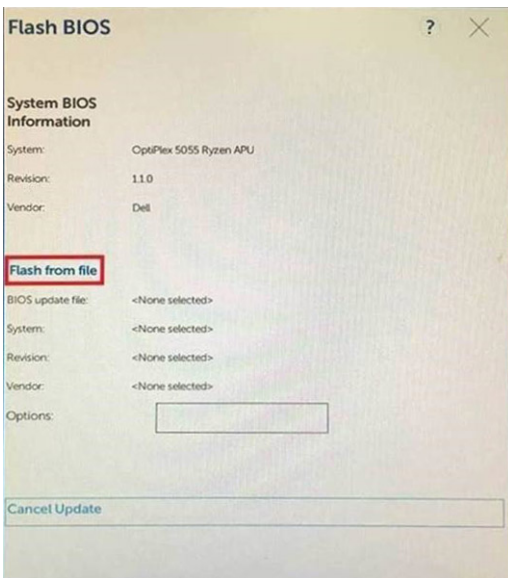 Flash BIOS ?
System BIOS
Information
System: OptiPlex 5055 Ryzen APU
Revision: 1.1.0
Vendor: Dell
Flash from file
BIOS update file: <None selected>
System: <None selected>
Revision: <None selected>
Vendor: <None selected>
Options:
Cancel Update